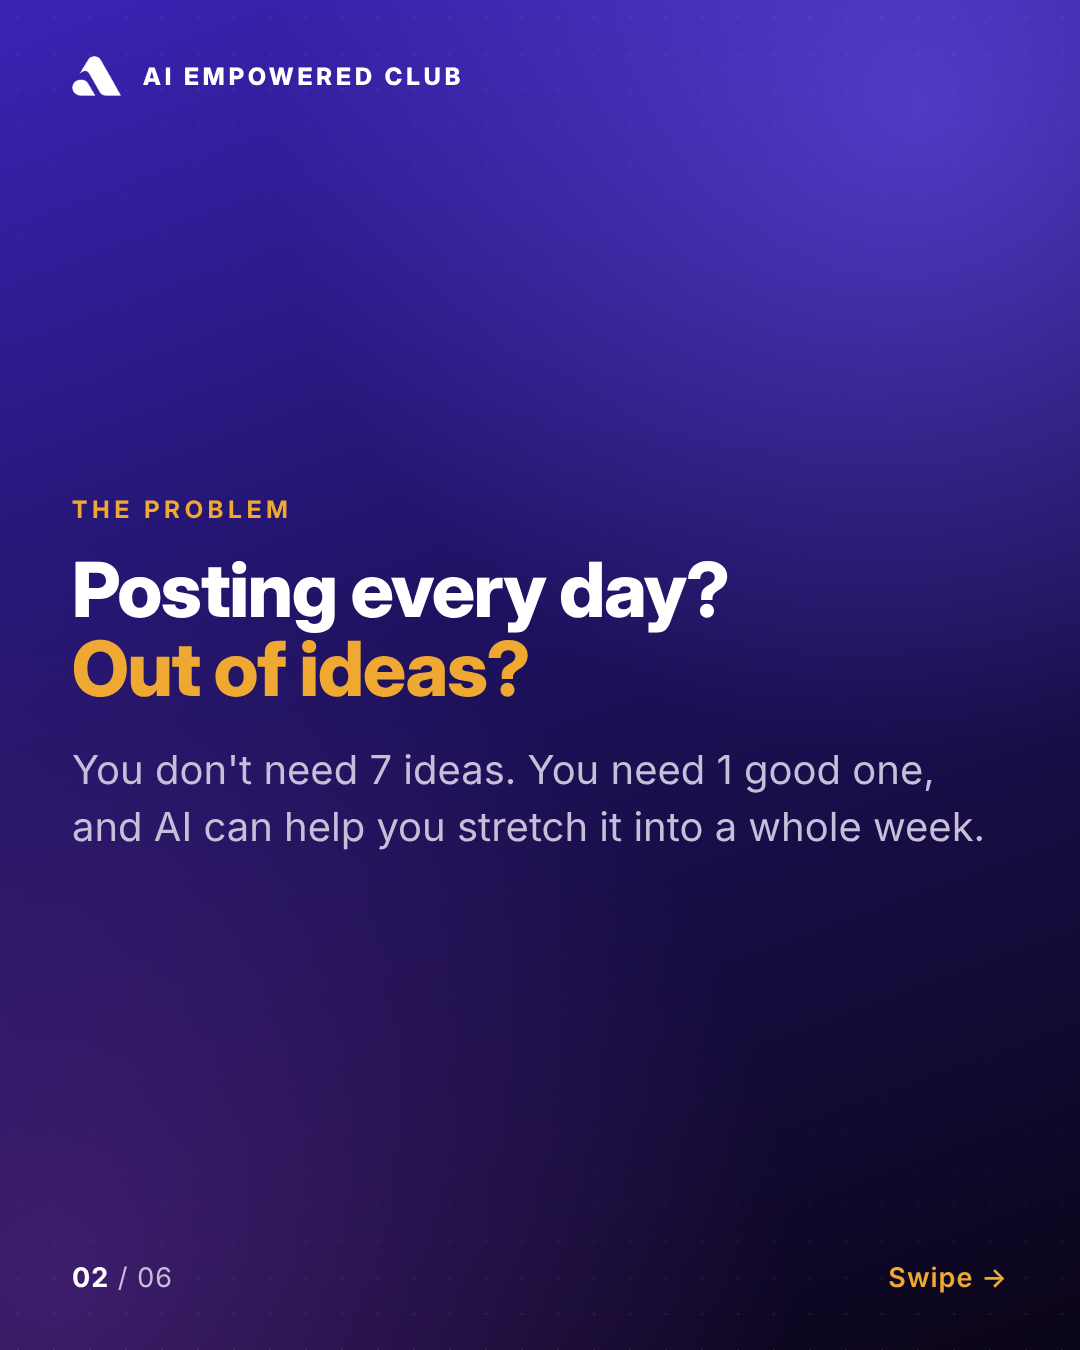 AI EMPOWERED CLUB
THE PROBLEM
Posting every day?
Out of ideas?
You don't need 7 ideas. You need 1 good one,
and AI can help you stretch it into a whole week.
02 / 06
Swipe →